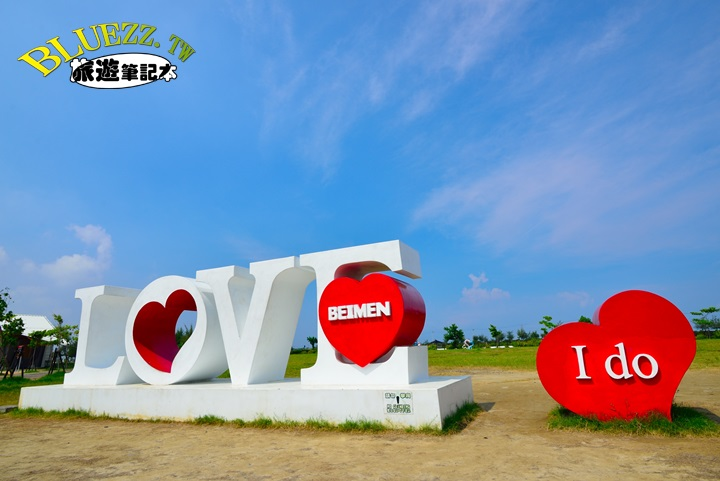 BLUEZZ.TW
旅遊筆記本
LOVE
BEIMEN
I do